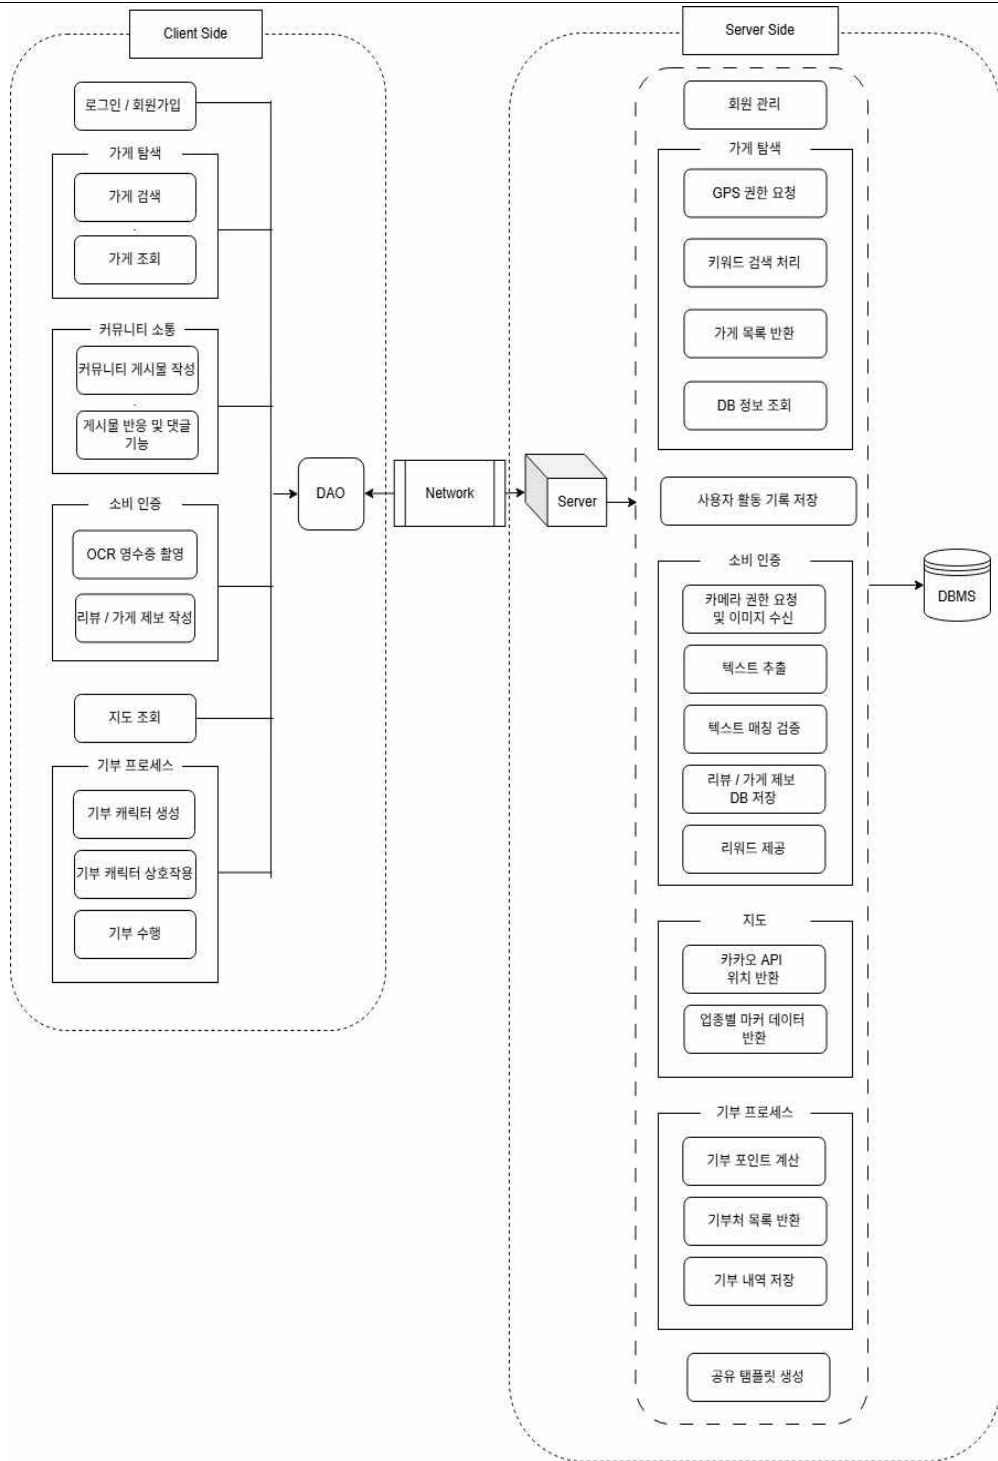 Client Side
로그인 / 회원가입
가게 탐색
가게 검색
가게 조회
커뮤니티 소통
커뮤니티 게시물 작성
게시물 반응 및 댓글
기능
소비 인증
OCR 영수증 촬영
리뷰 / 가게 제보 작성
지도 조회
기부 프로세스
기부 캐릭터 생성
기부 캐릭터 상호작용
기부 수행
DAO
Network
Server Side
Server
회원 관리
가게 탐색
GPS 권한 요청
키워드 검색 처리
가게 목록 반환
DB 정보 조회
사용자 활동 기록 저장
소비 인증
카메라 권한 요청
및 이미지 수신
텍스트 추출
텍스트 매칭 검증
리뷰 / 가게 제보
DB 저장
리워드 제공
지도
카카오 API
위치 반환
업종별 마커 데이터
반환
기부 프로세스
기부 포인트 계산
기부처 목록 반환
기부 내역 저장
공유 탬플릿 생성
DBMS